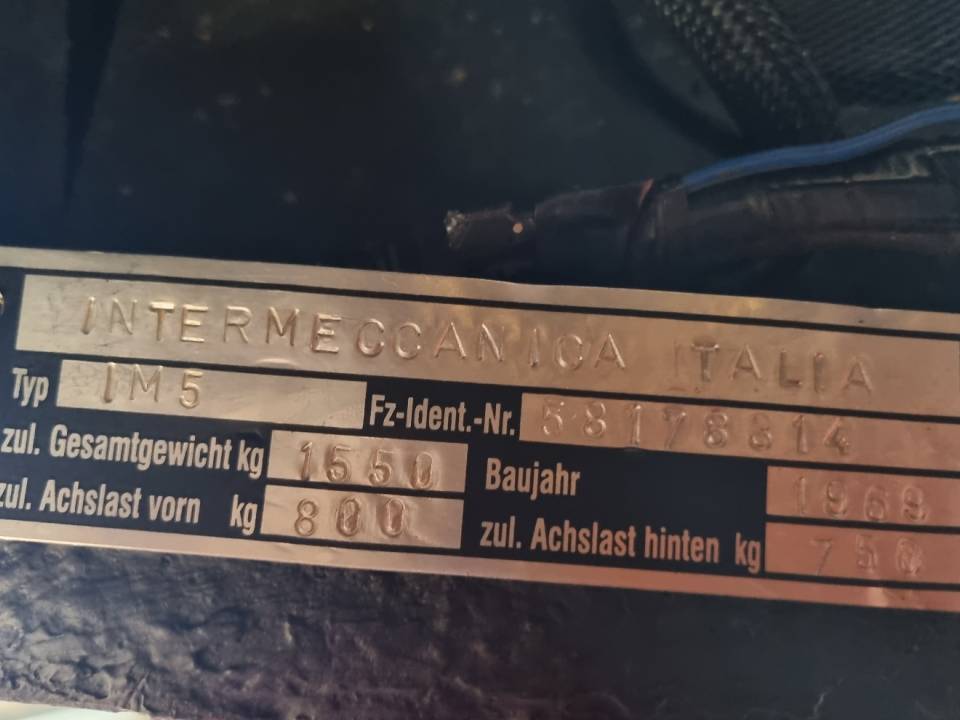 INTERMECCANICA ITALIA
Typ IM5 Fz-Ident.-Nr. 58178814
zul. Gesamtgewicht kg 1550 Baujahr 1969
zul. Achslast vorn kg 800 zul. Achslast hinten kg 750